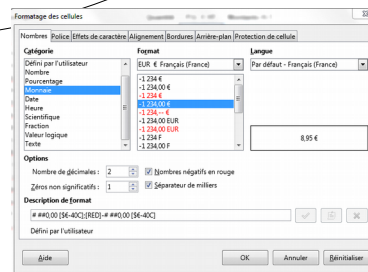 Formatage des cellules
Nombres Police Effets de caractère Alignement Bordures Arrière-plan Protection de cellule
Catégorie
Défini par l'utilisateur
Nombre
Pourcentage
Monnaie
Date
Heure
Scientifique
Fraction
Valeur logique
Texte
Format
EUR € Français (France)
-1 234 €
-1 234,00 €
-1 234 €
-1 234,00 €
-1 234,-- €
-1 234,00 EUR
-1 234,00 EUR
-1 234 F
-1 234,00 F
Langue
Par défaut - Français (France)
8,95 €
Options
Nombre de décimales : 2
Nombres négatifs en rouge
Zéros non significatifs : 1
Séparateur de milliers
Description de format
# ##0,00 [$€-40C];[RED]-# ##0,00 [$€-40C]
Défini par l'utilisateur
Aide
OK
Annuler
Réinitialiser